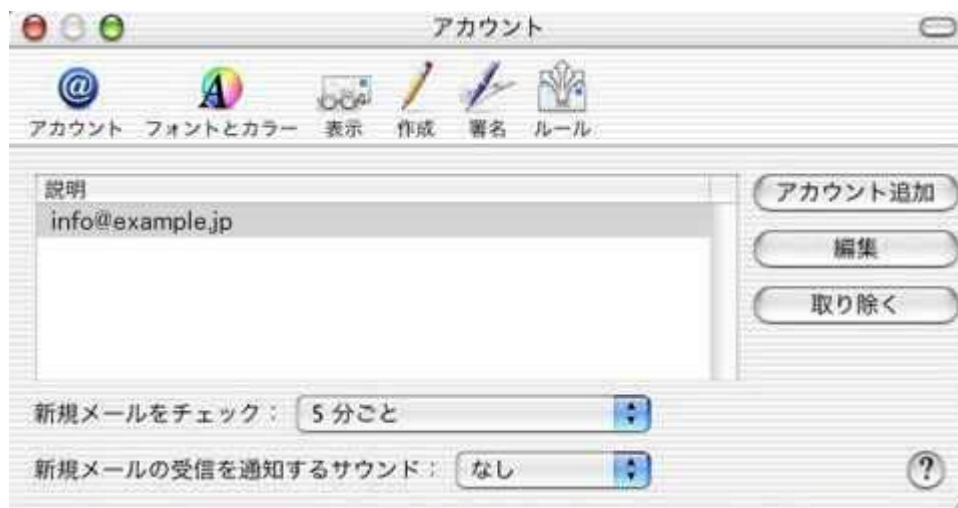 アカウント
アカウント フォントとカラー 表示 作成 署名 ルール
説明
info@example.jp
アカウント追加
編集
取り除く
新規メールをチェック： 5 分ごと
新規メールの受信を通知するサウンド： なし
?